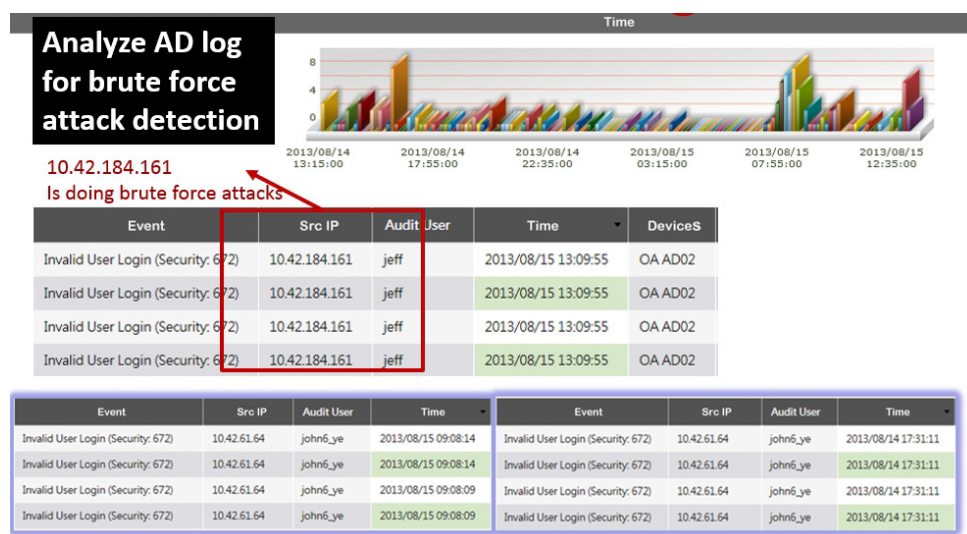 Time
Analyze AD log
for brute force
attack detection
8
4
0
2013/08/14 2013/08/14 2013/08/14 2013/08/15 2013/08/15 2013/08/15
13:15:00 17:55:00 22:35:00 03:15:00 07:55:00 12:35:00
10.42.184.161
Is doing brute force attacks
Event Src IP Audit User Time DeviceS
Invalid User Login (Security: 672) 10.42.184.161 jeff 2013/08/15 13:09:55 OA AD02
Invalid User Login (Security: 672) 10.42.184.161 jeff 2013/08/15 13:09:55 OA AD02
Invalid User Login (Security: 672) 10.42.184.161 jeff 2013/08/15 13:09:55 OA AD02
Invalid User Login (Security: 672) 10.42.184.161 jeff 2013/08/15 13:09:55 OA AD02
Event Src IP Audit User Time
Invalid User Login (Security: 672) 10.42.61.64 john6_ye 2013/08/15 09:08:14
Invalid User Login (Security: 672) 10.42.61.64 john6_ye 2013/08/15 09:08:14
Invalid User Login (Security: 672) 10.42.61.64 john6_ye 2013/08/15 09:08:09
Invalid User Login (Security: 672) 10.42.61.64 john6_ye 2013/08/15 09:08:09
Event Src IP Audit User Time
Invalid User Login (Security: 672) 10.42.61.64 john6_ye 2013/08/14 17:31:11
Invalid User Login (Security: 672) 10.42.61.64 john6_ye 2013/08/14 17:31:11
Invalid User Login (Security: 672) 10.42.61.64 john6_ye 2013/08/14 17:31:11
Invalid User Login (Security: 672) 10.42.61.64 john6_ye 2013/08/14 17:31:11